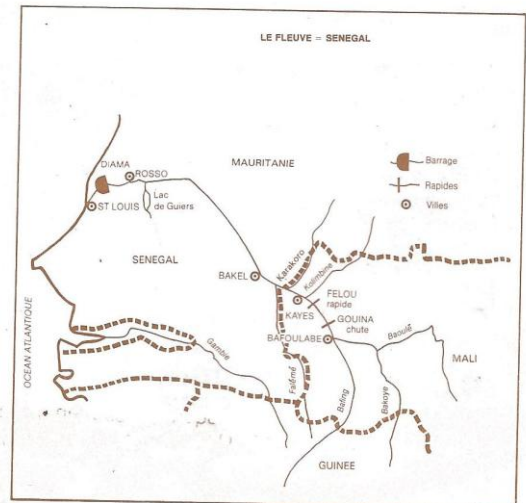 LE FLEUVE = SENEGAL
DIAMA
ROSSO
MAURITANIE
Barrage
Rapides
Villes
ST LOUIS
Lac
de Guiers
SENEGAL
BAKEL
Karakoro
Kolimbine
FELOU
rapide
KAYES
GOUINA
chute
BAFOULABE
Baoulé
MALI
OCEAN ATLANTIQUE
Gambie
Falémé
Bafing
Bakoye
GUINEE